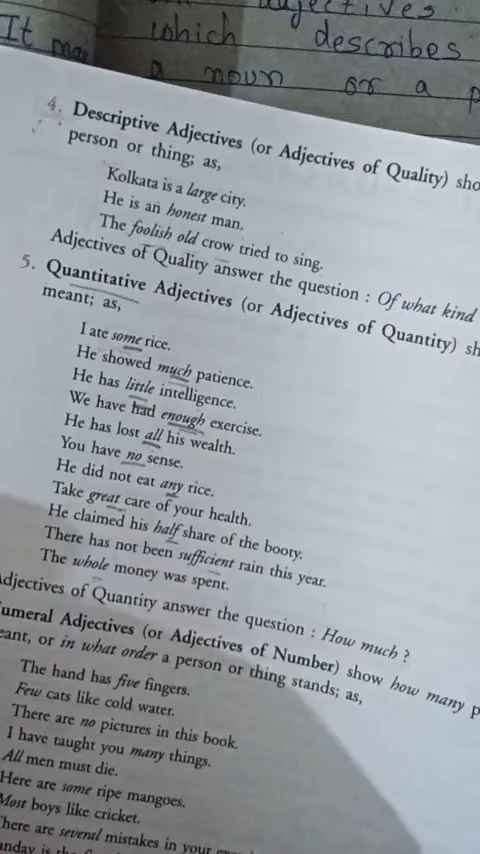 adjectives.
It may which describes
a noun or a
4. Descriptive Adjectives (or Adjectives of Quality)
person or thing; as,
Kolkata is a large city.
He is an honest man.
The foolish old crow tried to sing.
Adjectives of Quality answer the question : Of what kind
5. Quantitative Adjectives (or Adjectives of Quantity)
meant; as,
I ate some rice.
He showed much patience.
He has little intelligence.
We have had enough exercise.
He has lost all his wealth.
You have no sense.
He did not eat any rice.
Take great care of your health.
He claimed his half share of the booty.
There has not been sufficient rain this year.
The whole money was spent.
Adjectives of Quantity answer the question : How much ?
Numeral Adjectives (or Adjectives of Number) show how many
meant, or in what order a person or thing stands; as,
The hand has five fingers.
Few cats like cold water.
There are no pictures in this book.
I have taught you many things.
All men must die.
Here are some ripe mangoes.
Most boys like cricket.
There are several mistakes in your